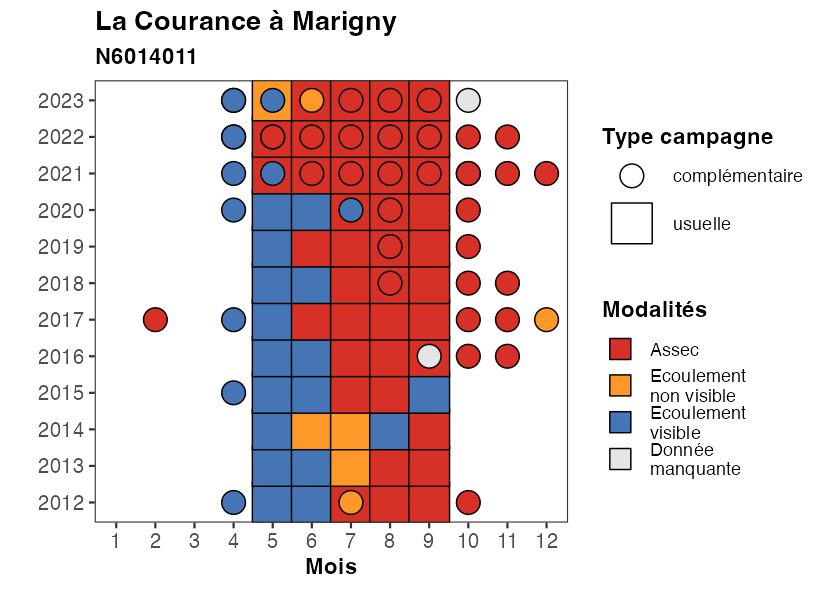 La Courance à Marigny
N6014011
2023
2022
2021
2020
2019
2018
2017
2016
2015
2014
2013
2012
1 2 3 4 5 6 7 8 9 10 11 12
Mois
Type campagne
complémentaire
usuelle
Modalités
Assec
Ecoulement
non visible
Ecoulement
visible
Donnée
manquante